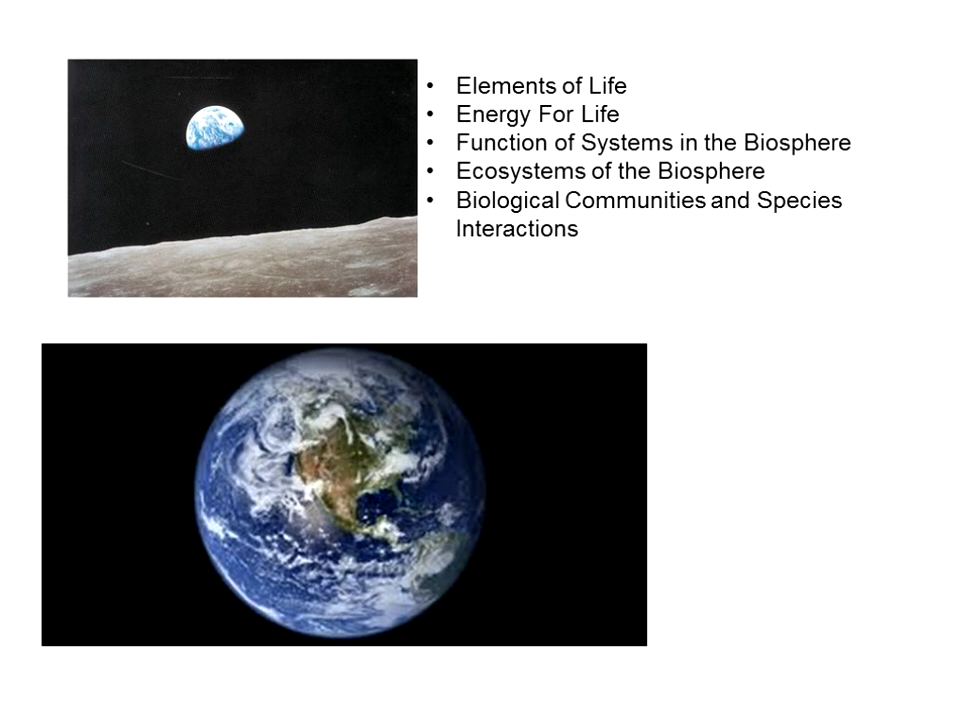 • Elements of Life
• Energy For Life
• Function of Systems in the Biosphere
• Ecosystems of the Biosphere
• Biological Communities and Species
Interactions